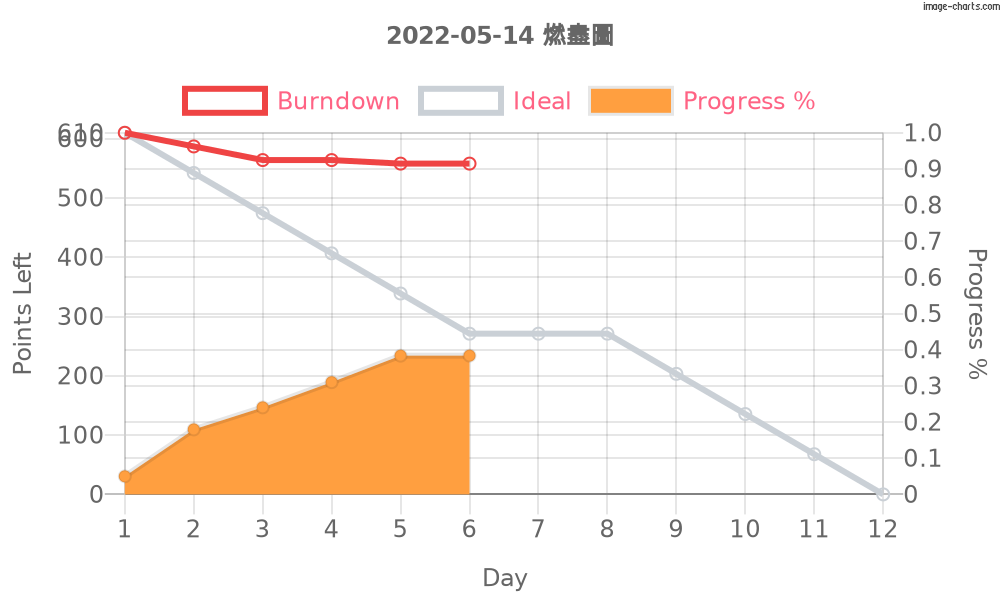 image-charts.com
2022-05-14 燃盡圖
Burndown Ideal Progress %
610 1.0
600
0.9
500 0.8
0.7
400
0.6
300 0.5
0.4
200
0.3
0.2
100
0.1
0 0
Points Left
Progress %
1 2 3 4 5 6 7 8 9 10 11 12
Day